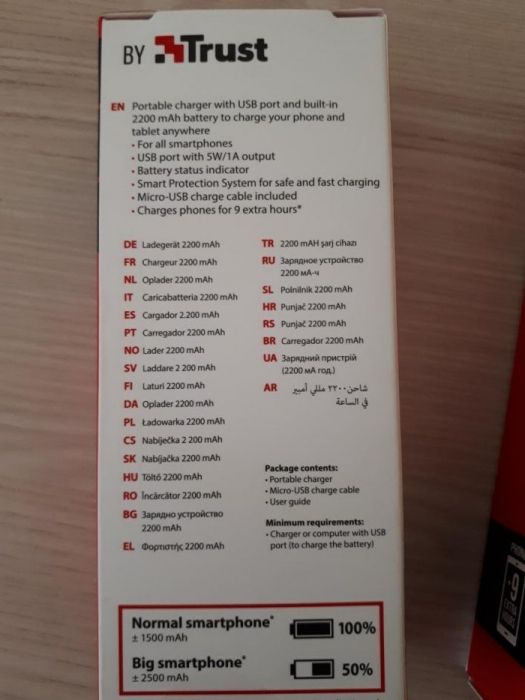 BY Trust
EN Portable charger with USB port and built-in
2200 mAh battery to charge your phone and
tablet anywhere
• For all smartphones
• USB port with 5W/1A output
• Battery status indicator
• Smart Protection System for safe and fast charging
• Micro-USB charge cable included
• Charges phones for 9 extra hours*
DE Ladegerät 2200 mAh
FR Chargeur 2200 mAh
NL Oplader 2200 mAh
IT Caricabatteria 2200 mAh
ES Cargador 2.200 mAh
PT Carregador 2200 mAh
NO Lader 2200 mAh
SV Laddare 2 200 mAh
FI Laturi 2200 mAh
DA Oplader 2200 mAh
PL Ładowarka 2200 mAh
CS Nabíječka 2 200 mAh
SK Nabíjačka 2200 mAh
HU Töltő 2200 mAh
RO Încărcător 2200 mAh
BG Зарядно устройство
2200 mAh
EL Φορτιστής 2200 mAh
TR 2200 mAH şarj cihazı
RU Зарядное устройство
2200 мА-ч
SL Polnilnik 2200 mAh
HR Punjač 2200 mAh
RS Punjač 2200 mAh
BR Carregador 2200 mAh
UA Зарядний пристрій
(2200 мА год.)
AR شاحن ٢٢٠٠ مللي أمبير
في الساعة
Package contents:
• Portable charger
• Micro-USB charge cable
• User guide
Minimum requirements:
• Charger or computer with USB
port (to charge the battery)
Normal smartphone* 100%
± 1500 mAh
Big smartphone* 50%
± 2500 mAh
9
EXTRA
HOURS